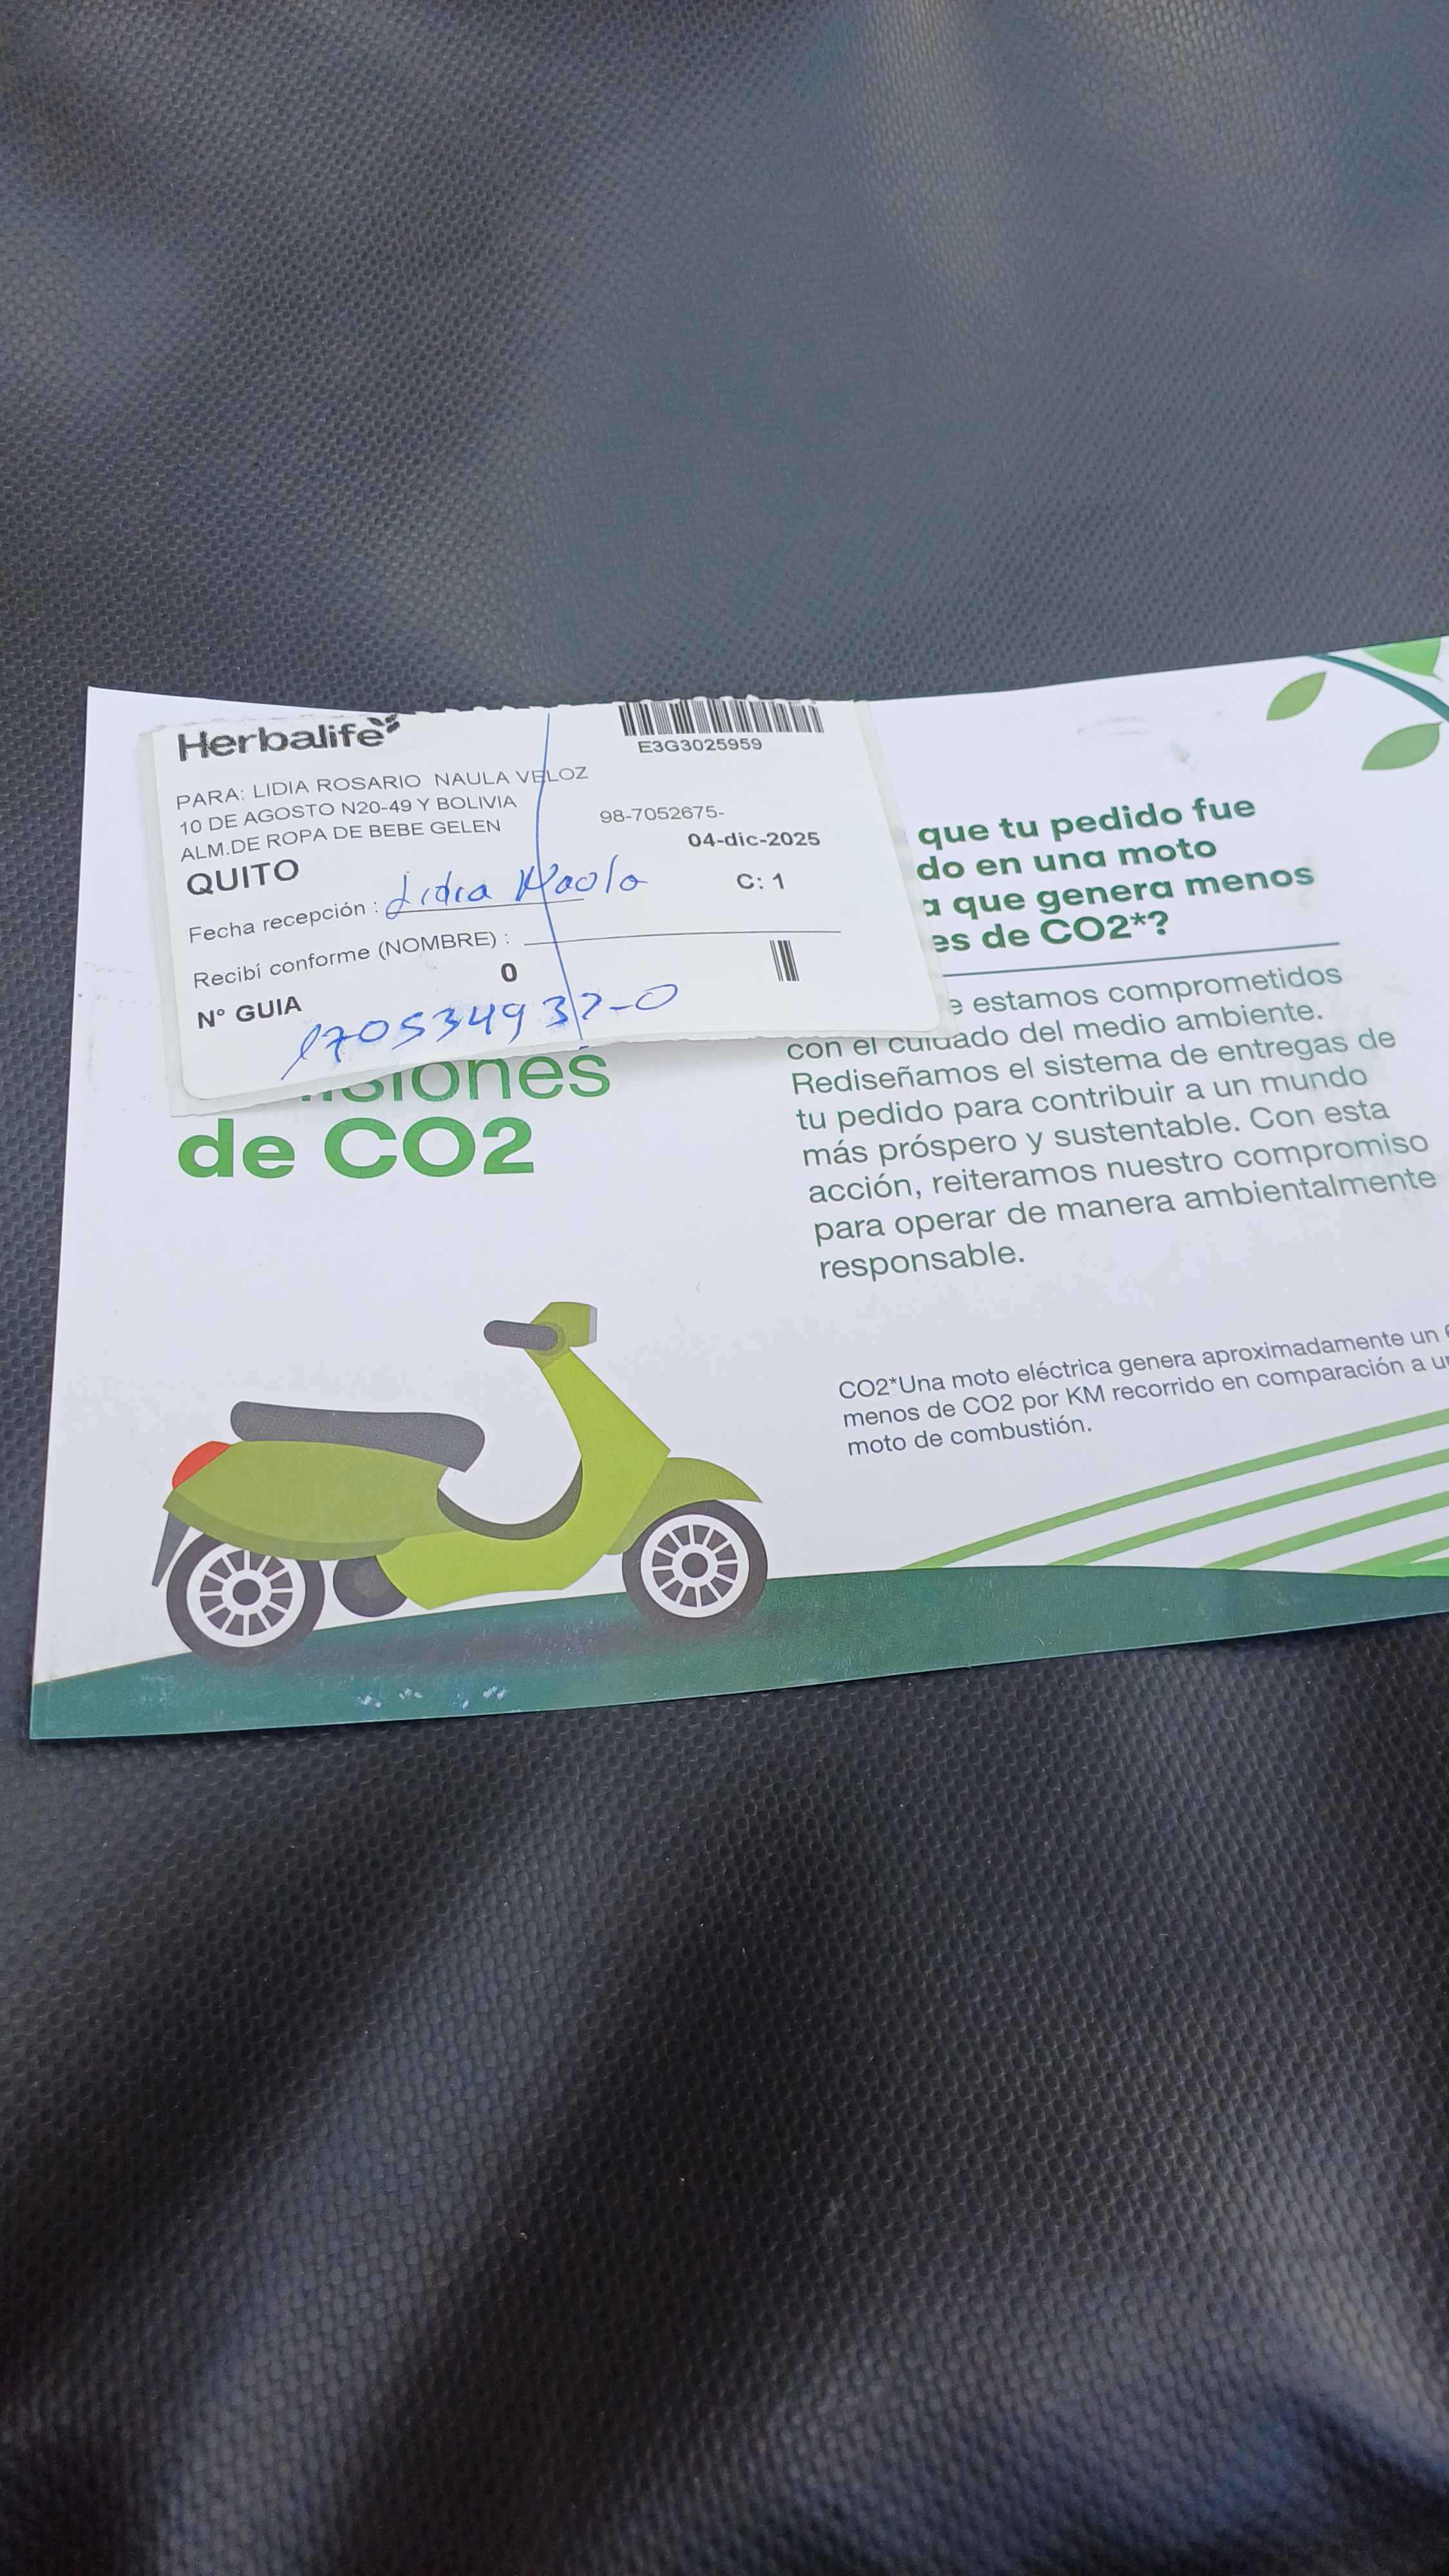 Herbalife
E3G3025959
PARA: LIDIA ROSARIO NAULA VELOZ
10 DE AGOSTO N20-49 Y BOLIVIA
98-7052675-
ALM.DE ROPA DE BEBE GELEN
04-dic-2025
QUITO
C: 1
Fecha recepción : Lidia Naula
Recibí conforme (NOMBRE) :
0
N° GUIA
170534937-0
de CO2
que tu pedido fue
do en una moto
a que genera menos
es de CO2*?
e estamos comprometidos
con el cuidado del medio ambiente.
Rediseñamos el sistema de entregas de
tu pedido para contribuir a un mundo
más próspero y sustentable. Con esta
acción, reiteramos nuestro compromiso
para operar de manera ambientalmente
responsable.
CO2*Una moto eléctrica genera aproximadamente un
menos de CO2 por KM recorrido en comparación a
moto de combustión.